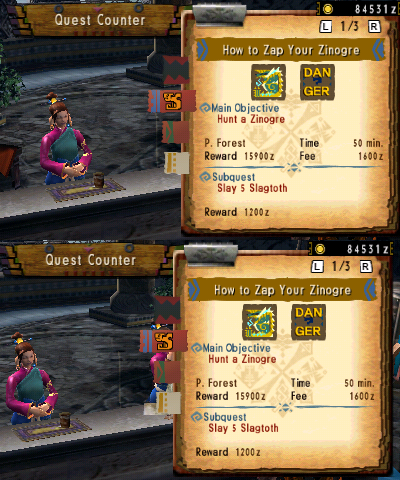 Quest Counter
84531z
L 1/3 R
How to Zap Your Zinogre
DAN
?
GER
Main Objective
Hunt a Zinogre
P. Forest Time 50 min.
Reward 15900z Fee 1600z
Subquest
Slay 5 Slagtoth
Reward 1200z
Quest Counter
84531z
L 1/3 R
How to Zap Your Zinogre
DAN
?
GER
Main Objective
Hunt a Zinogre
P. Forest Time 50 min.
Reward 15900z Fee 1600z
Subquest
Slay 5 Slagtoth
Reward 1200z